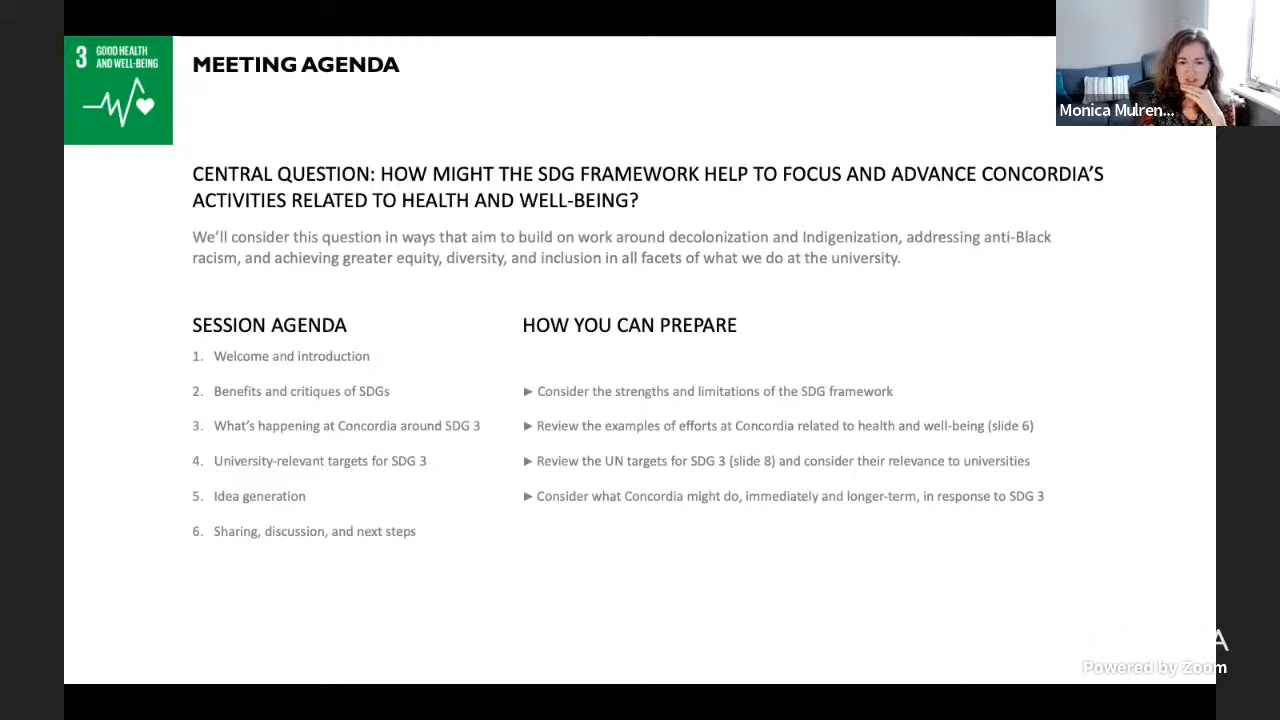 3 GOOD HEALTH
AND WELL-BEING
MEETING AGENDA
Monica Mulren...
CENTRAL QUESTION: HOW MIGHT THE SDG FRAMEWORK HELP TO FOCUS AND ADVANCE CONCORDIA'S
ACTIVITIES RELATED TO HEALTH AND WELL-BEING?
We'll consider this question in ways that aim to build on work around decolonization and Indigenization, addressing anti-Black
racism, and achieving greater equity, diversity, and inclusion in all facets of what we do at the university.
SESSION AGENDA
1. Welcome and introduction
2. Benefits and critiques of SDGs
3. What's happening at Concordia around SDG 3
4. University-relevant targets for SDG 3
5. Idea generation
6. Sharing, discussion, and next steps
HOW YOU CAN PREPARE
► Consider the strengths and limitations of the SDG framework
► Review the examples of efforts at Concordia related to health and well-being (slide 6)
► Review the UN targets for SDG 3 (slide 8) and consider their relevance to universities
► Consider what Concordia might do, immediately and longer-term, in response to SDG 3
Powered by Zoom